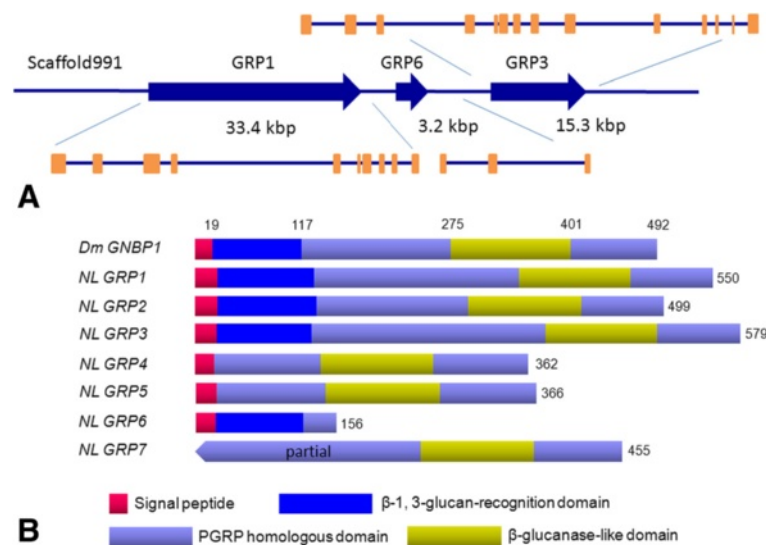 Scaffold991 GRP1 GRP6 GRP3
33.4 kbp 3.2 kbp 15.3 kbp
A
19 117 275 401 492
Dm GNBP1
NL GRP1 550
NL GRP2 499
NL GRP3 579
NL GRP4 362
NL GRP5 366
NL GRP6 156
NL GRP7 partial 455
Signal peptide β-1, 3-glucan-recognition domain
PGRP homologous domain β-glucanase-like domain
B